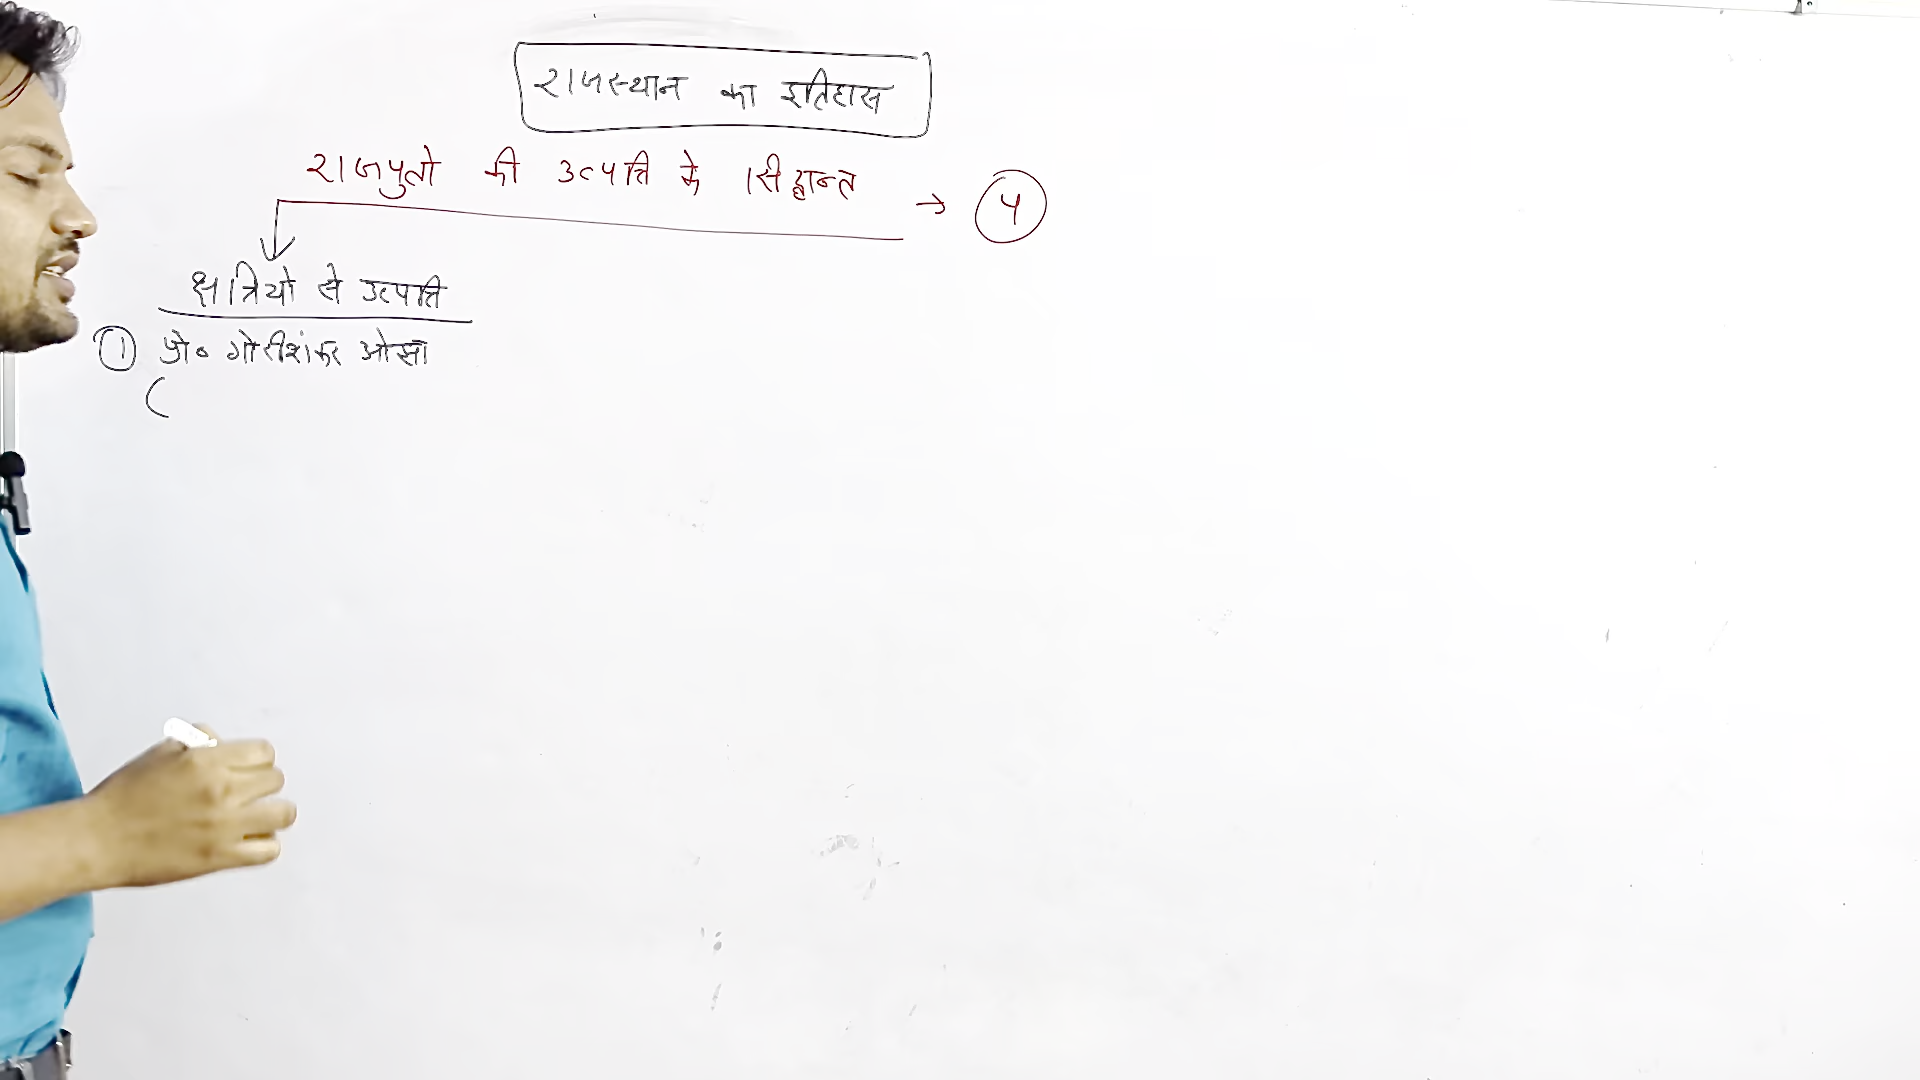 राजस्थान का इतिहास
राजपुतो की उत्पत्ति के सिद्धान्त → 4
क्षत्रियो से उत्पत्ति
① डॉ० गोरीशंकर ओझा
(